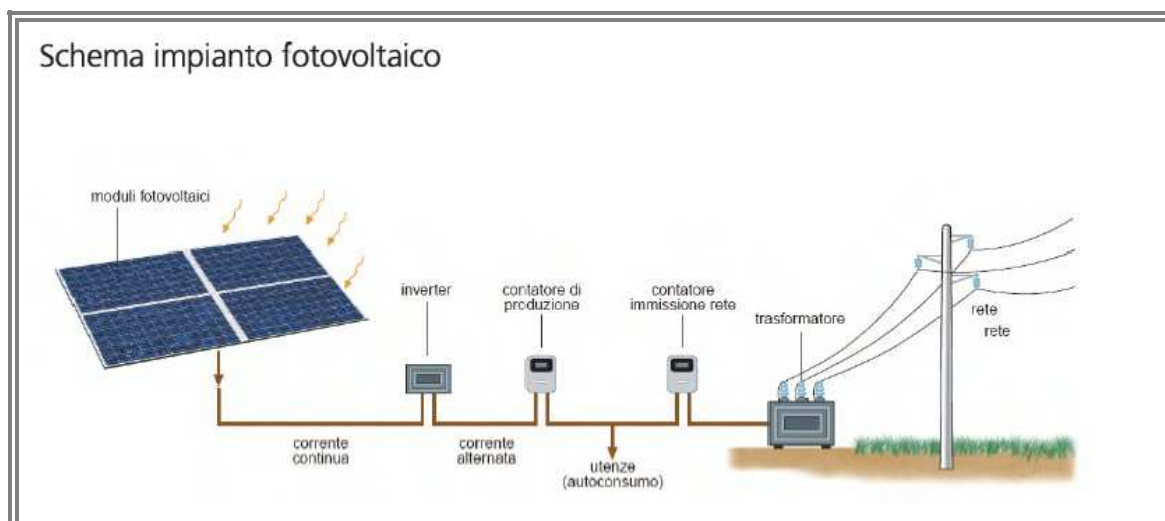 Schema impianto fotovoltaico
moduli fotovoltaici
inverter
contatore di
produzione
contatore
immissione rete
trasformatore
rete
rete
corrente
continua
corrente
alternata
utenze
(autoconsumo)